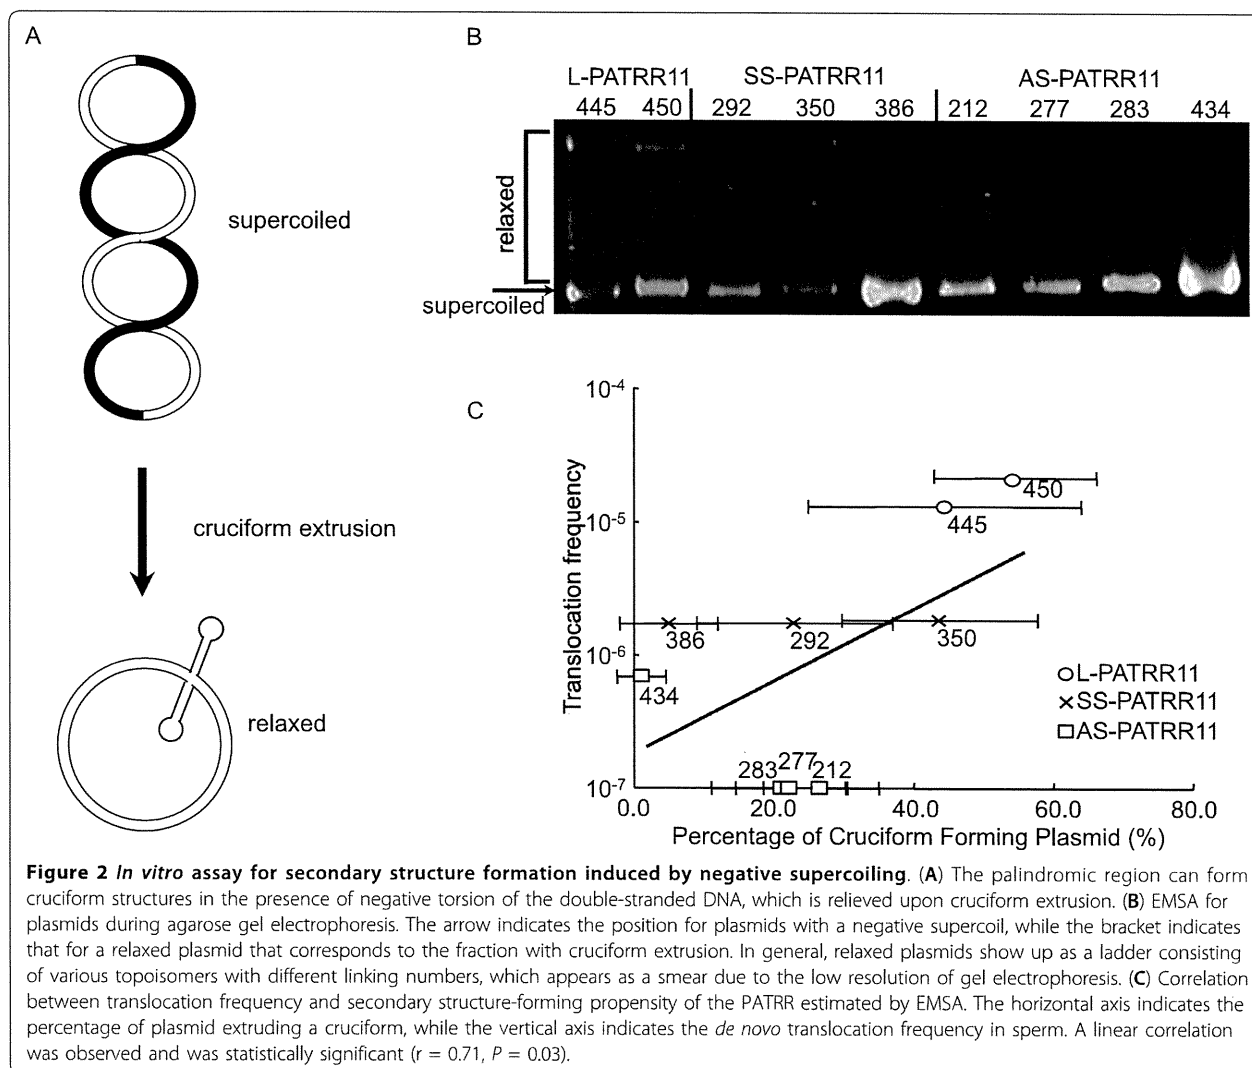 A
supercoiled
cruciform extrusion
relaxed
B
L-PATRR11 SS-PATRR11 AS-PATRR11
445 450 292 350 386 212 277 283 434
relaxed
supercoiled
C
Translocation frequency
10-4
10-5
10-6
10-7
450
445
386
292
350
434
283
277
212
L-PATRR11
SS-PATRR11
AS-PATRR11
0.0 20.0 40.0 60.0 80.0
Percentage of Cruciform Forming Plasmid (%)
Figure 2 In vitro assay for secondary structure formation induced by negative supercoiling. (A) The palindromic region can form
cruciform structures in the presence of negative torsion of the double-stranded DNA, which is relieved upon cruciform extrusion. (B) EMSA for
plasmids during agarose gel electrophoresis. The arrow indicates the position for plasmids with a negative supercoil, while the bracket indicates
that for a relaxed plasmid that corresponds to the fraction with cruciform extrusion. In general, relaxed plasmids show up as a ladder consisting
of various topoisomers with different linking numbers, which appears as a smear due to the low resolution of gel electrophoresis. (C) Correlation
between translocation frequency and secondary structure-forming propensity of the PATRR estimated by EMSA. The horizontal axis indicates the
percentage of plasmid extruding a cruciform, while the vertical axis indicates the de novo translocation frequency in sperm. A linear correlation
was observed and was statistically significant (r = 0.71, P = 0.03).